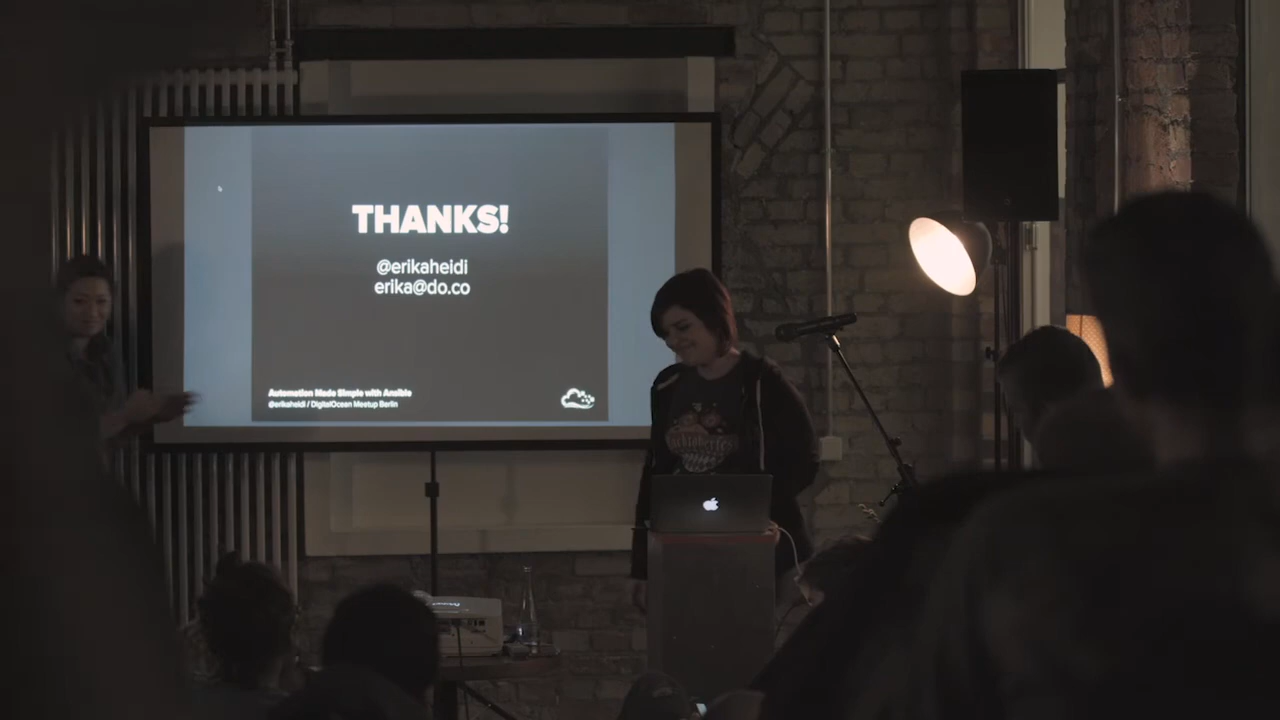 THANKS!
@erikaheidi
erika@do.co
Automation Made Simple with Ansible
@erikaheidi / DigitalOcean Meetup Berlin